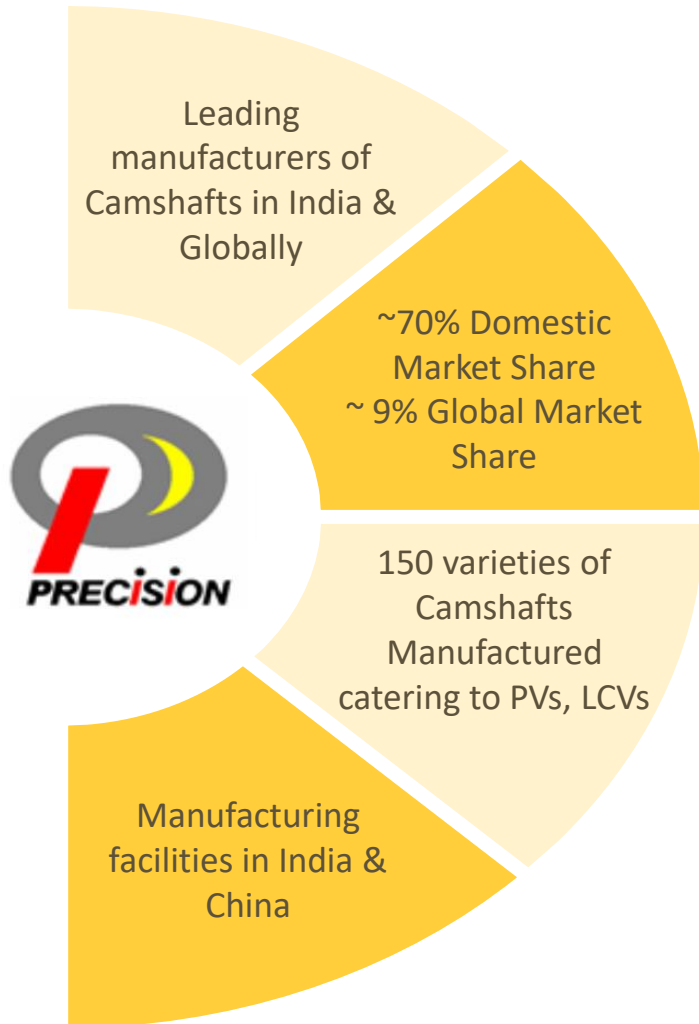 Leading
manufacturers of
Camshafts in India &
Globally
~70% Domestic
Market Share
~ 9% Global Market
Share
PRECiSiON
150 varieties of
Camshafts
Manufactured
catering to PVs, LCVs
Manufacturing
facilities in India &
China